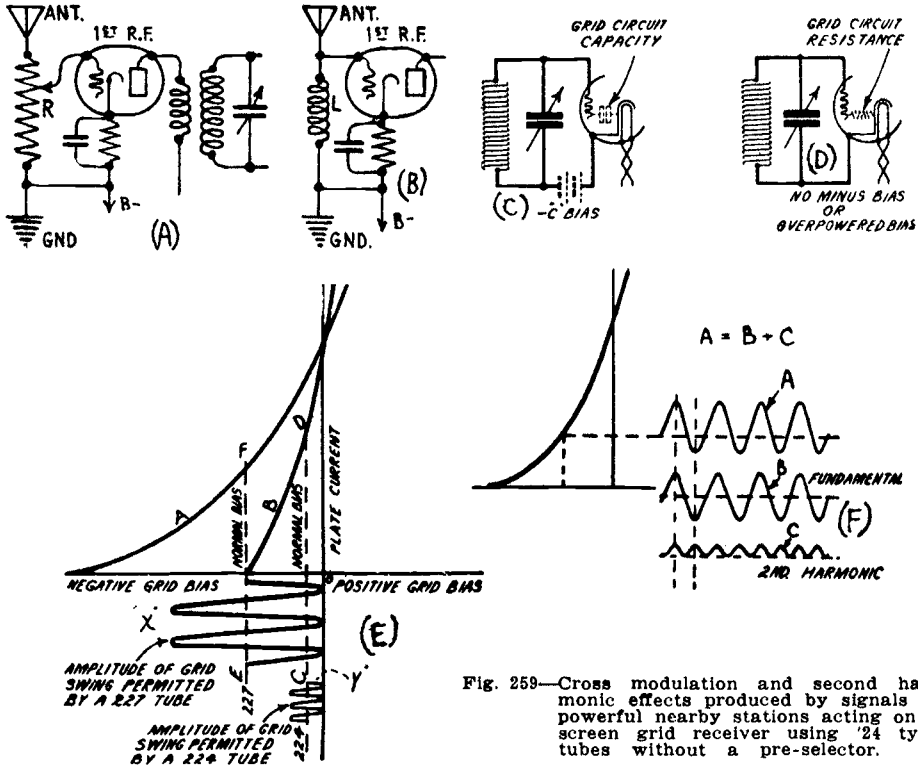 ANT.
1ST R.F.
R
B-
GND
(A)
ANT.
1ST R.F.
L
(B)
B-
GND.
GRID CIRCUIT
CAPACITY
(C)
-C BIAS
GRID CIRCUIT
RESISTANCE
(D)
NO MINUS BIAS
OR
OVERPOWERED BIAS
F
A
B
D
NORMAL BIAS
NORMAL BIAS
PLATE CURRENT
NEGATIVE GRID BIAS
POSITIVE GRID BIAS
X
(E)
AMPLITUDE OF GRID
SWING PERMITTED
BY A 227 TUBE
E
227
C
Y
AMPLITUDE OF GRID
SWING PERMITTED
BY A 224 TUBE
224
A = B + C
A
B
FUNDAMENTAL
(F)
C
2ND. HARMONIC
Fig. 259—Cross modulation and second ha
monic effects produced by signals
powerful nearby stations acting on
screen grid receiver using '24 ty
tubes without a pre-selector.